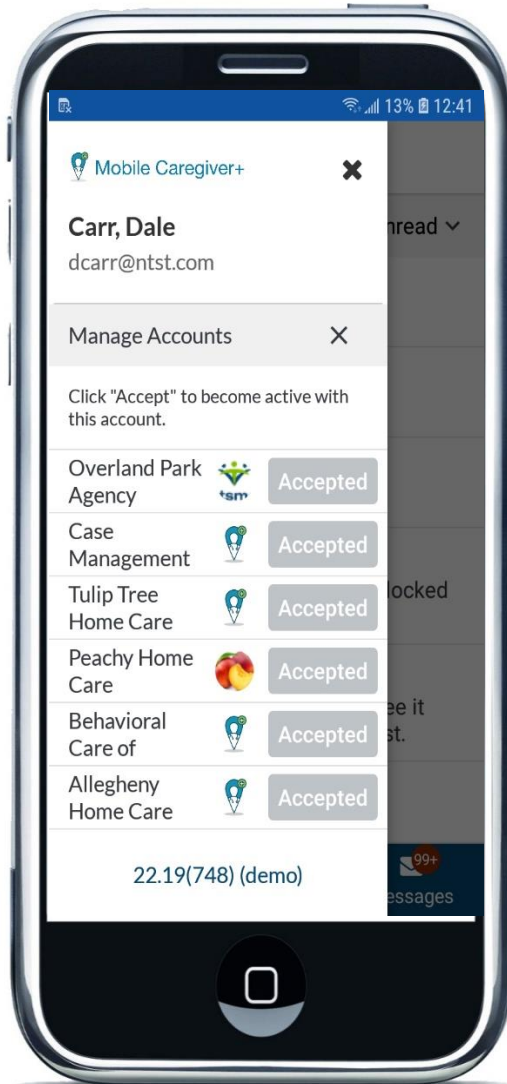 13% 12:41
Mobile Caregiver+
Carr, Dale
dcarr@ntst.com
Manage Accounts
Click "Accept" to become active with
this account.
Overland Park
Agency
tsm
Accepted
Case
Management
Accepted
Tulip Tree
Home Care
Accepted
Peachy Home
Care
Accepted
Behavioral
Care of
Accepted
Allegheny
Home Care
Accepted
22.19(748) (demo)
nread
locked
ee it
st.
99+
essages